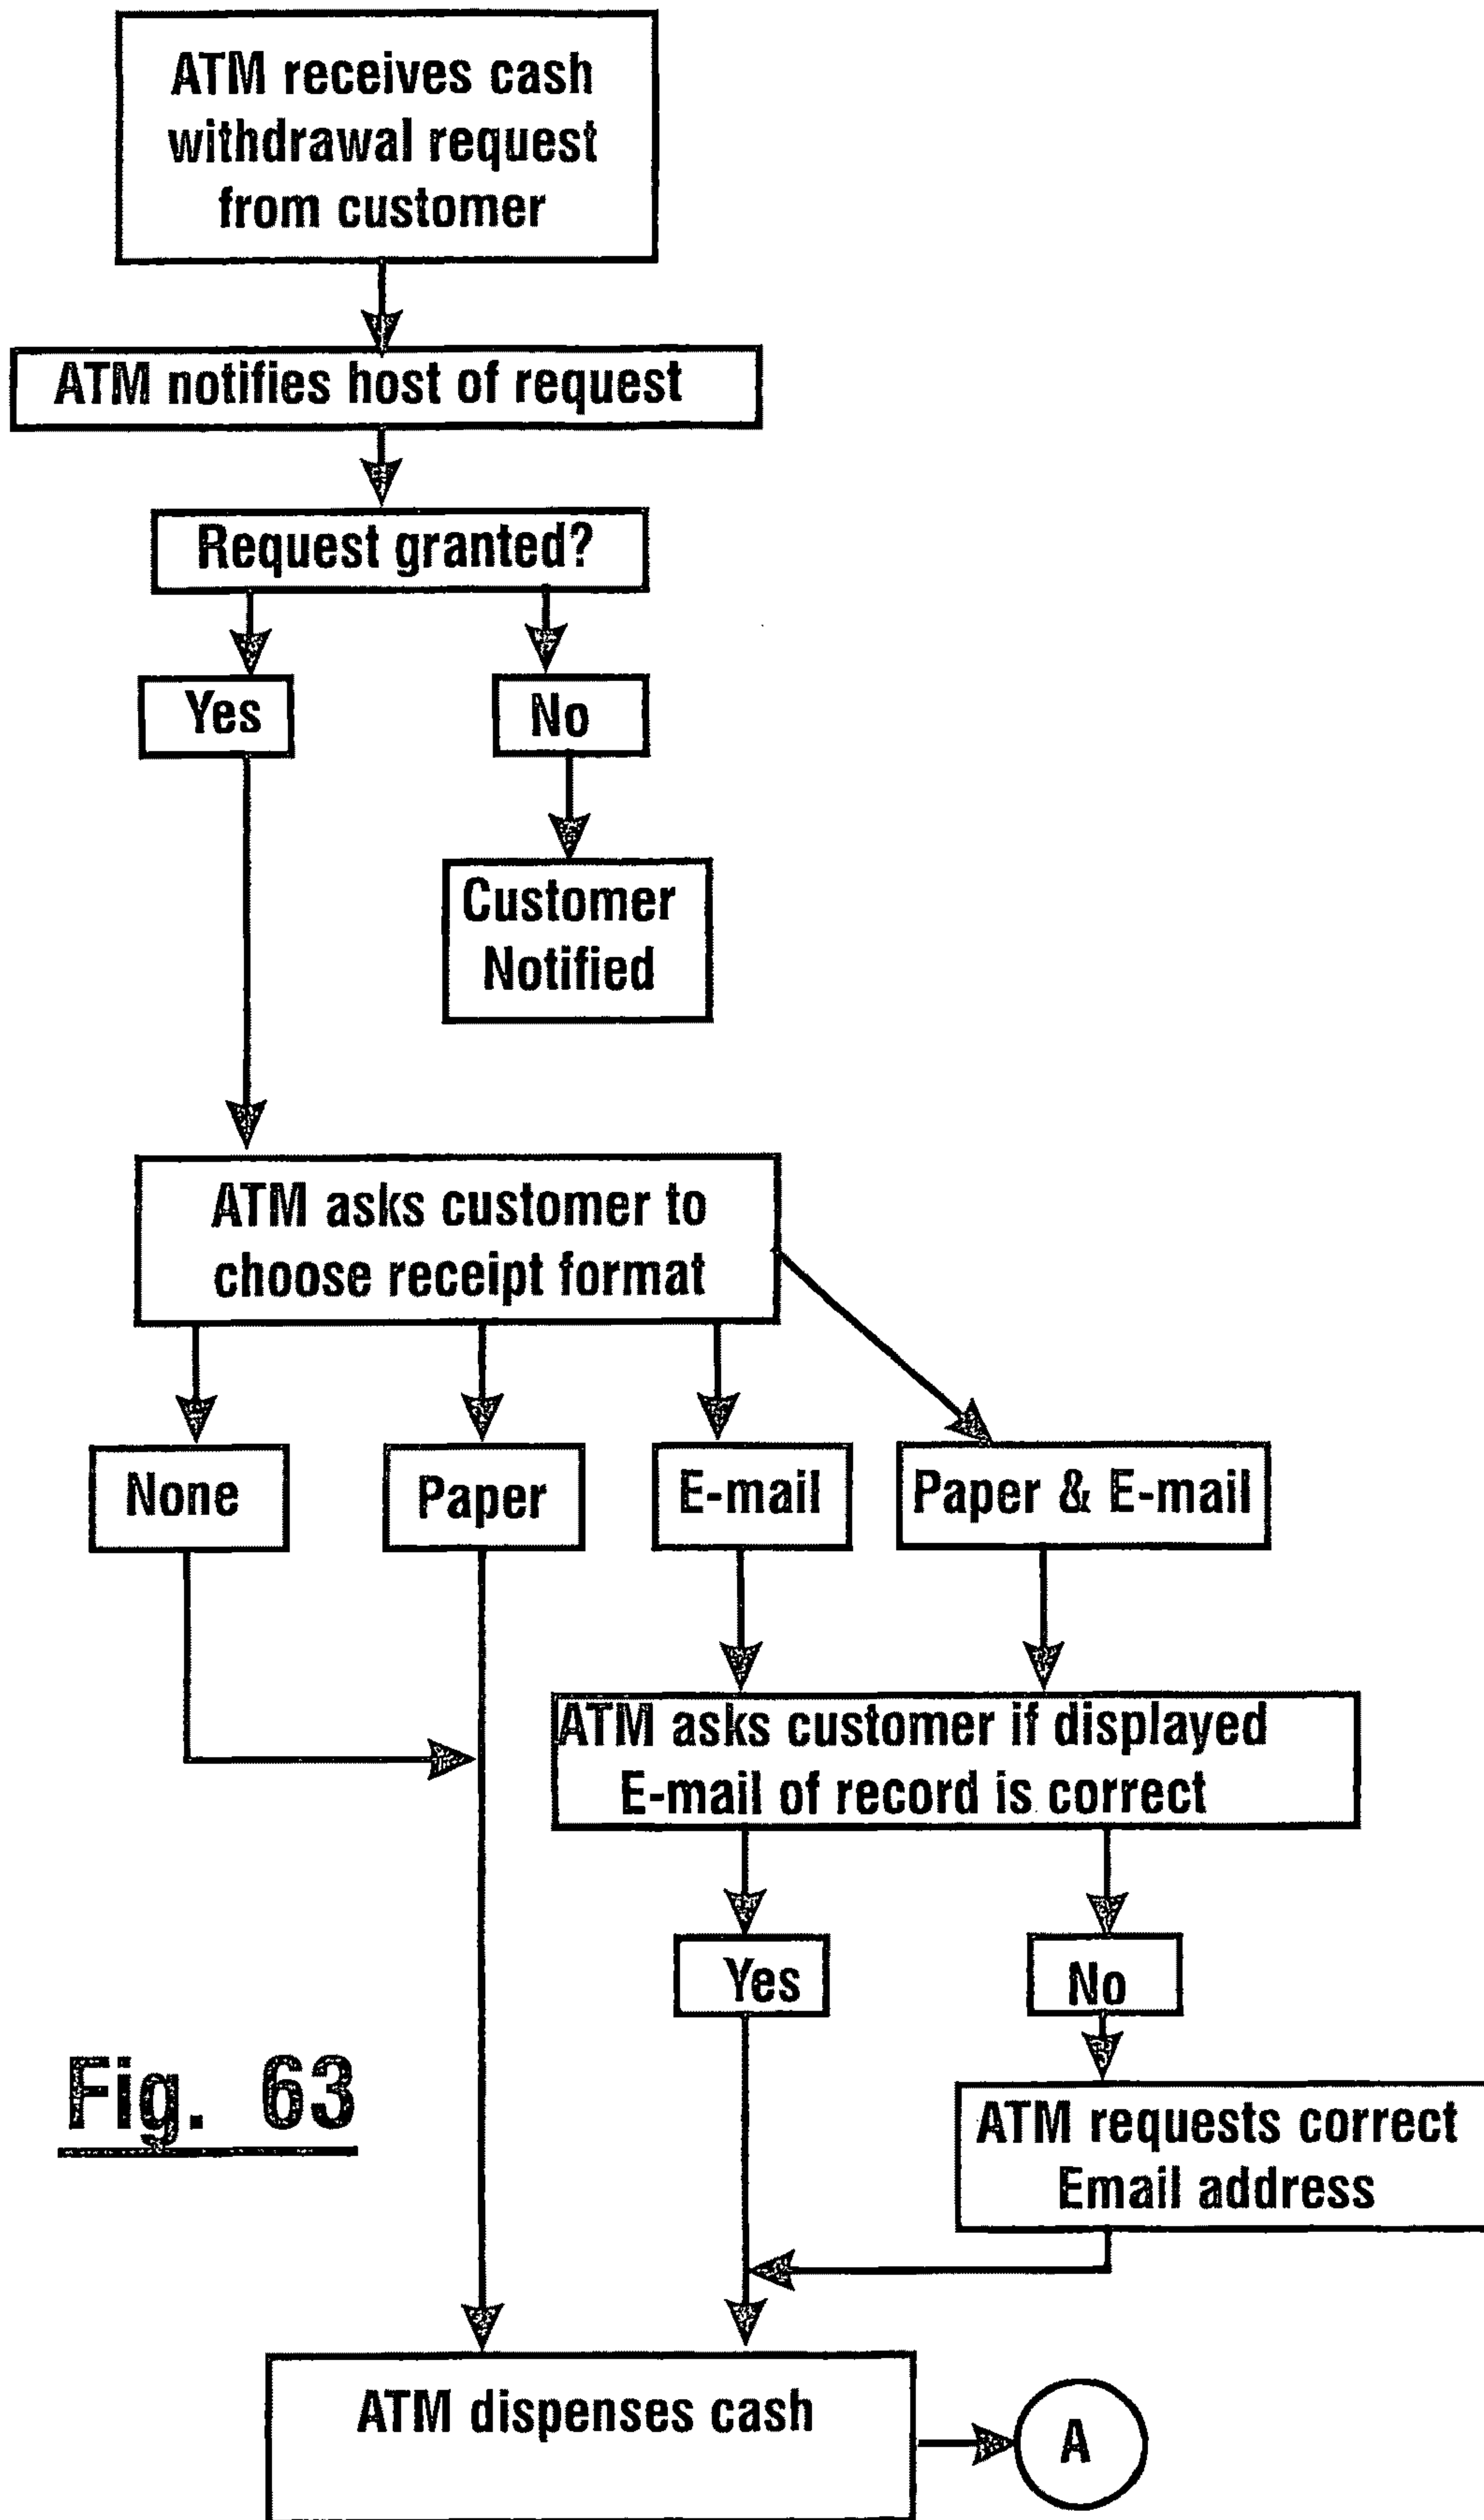 ATM receives cash
withdrawal request
from customer
ATM notifies host of request
Request granted?
Yes
No
Customer
Notified
ATM asks customer to
choose receipt format
None
Paper
E-mail
Paper & E-mail
ATM asks customer if displayed
E-mail of record is correct
Yes
No
Fig. 63
ATM requests correct
Email address
ATM dispenses cash
A